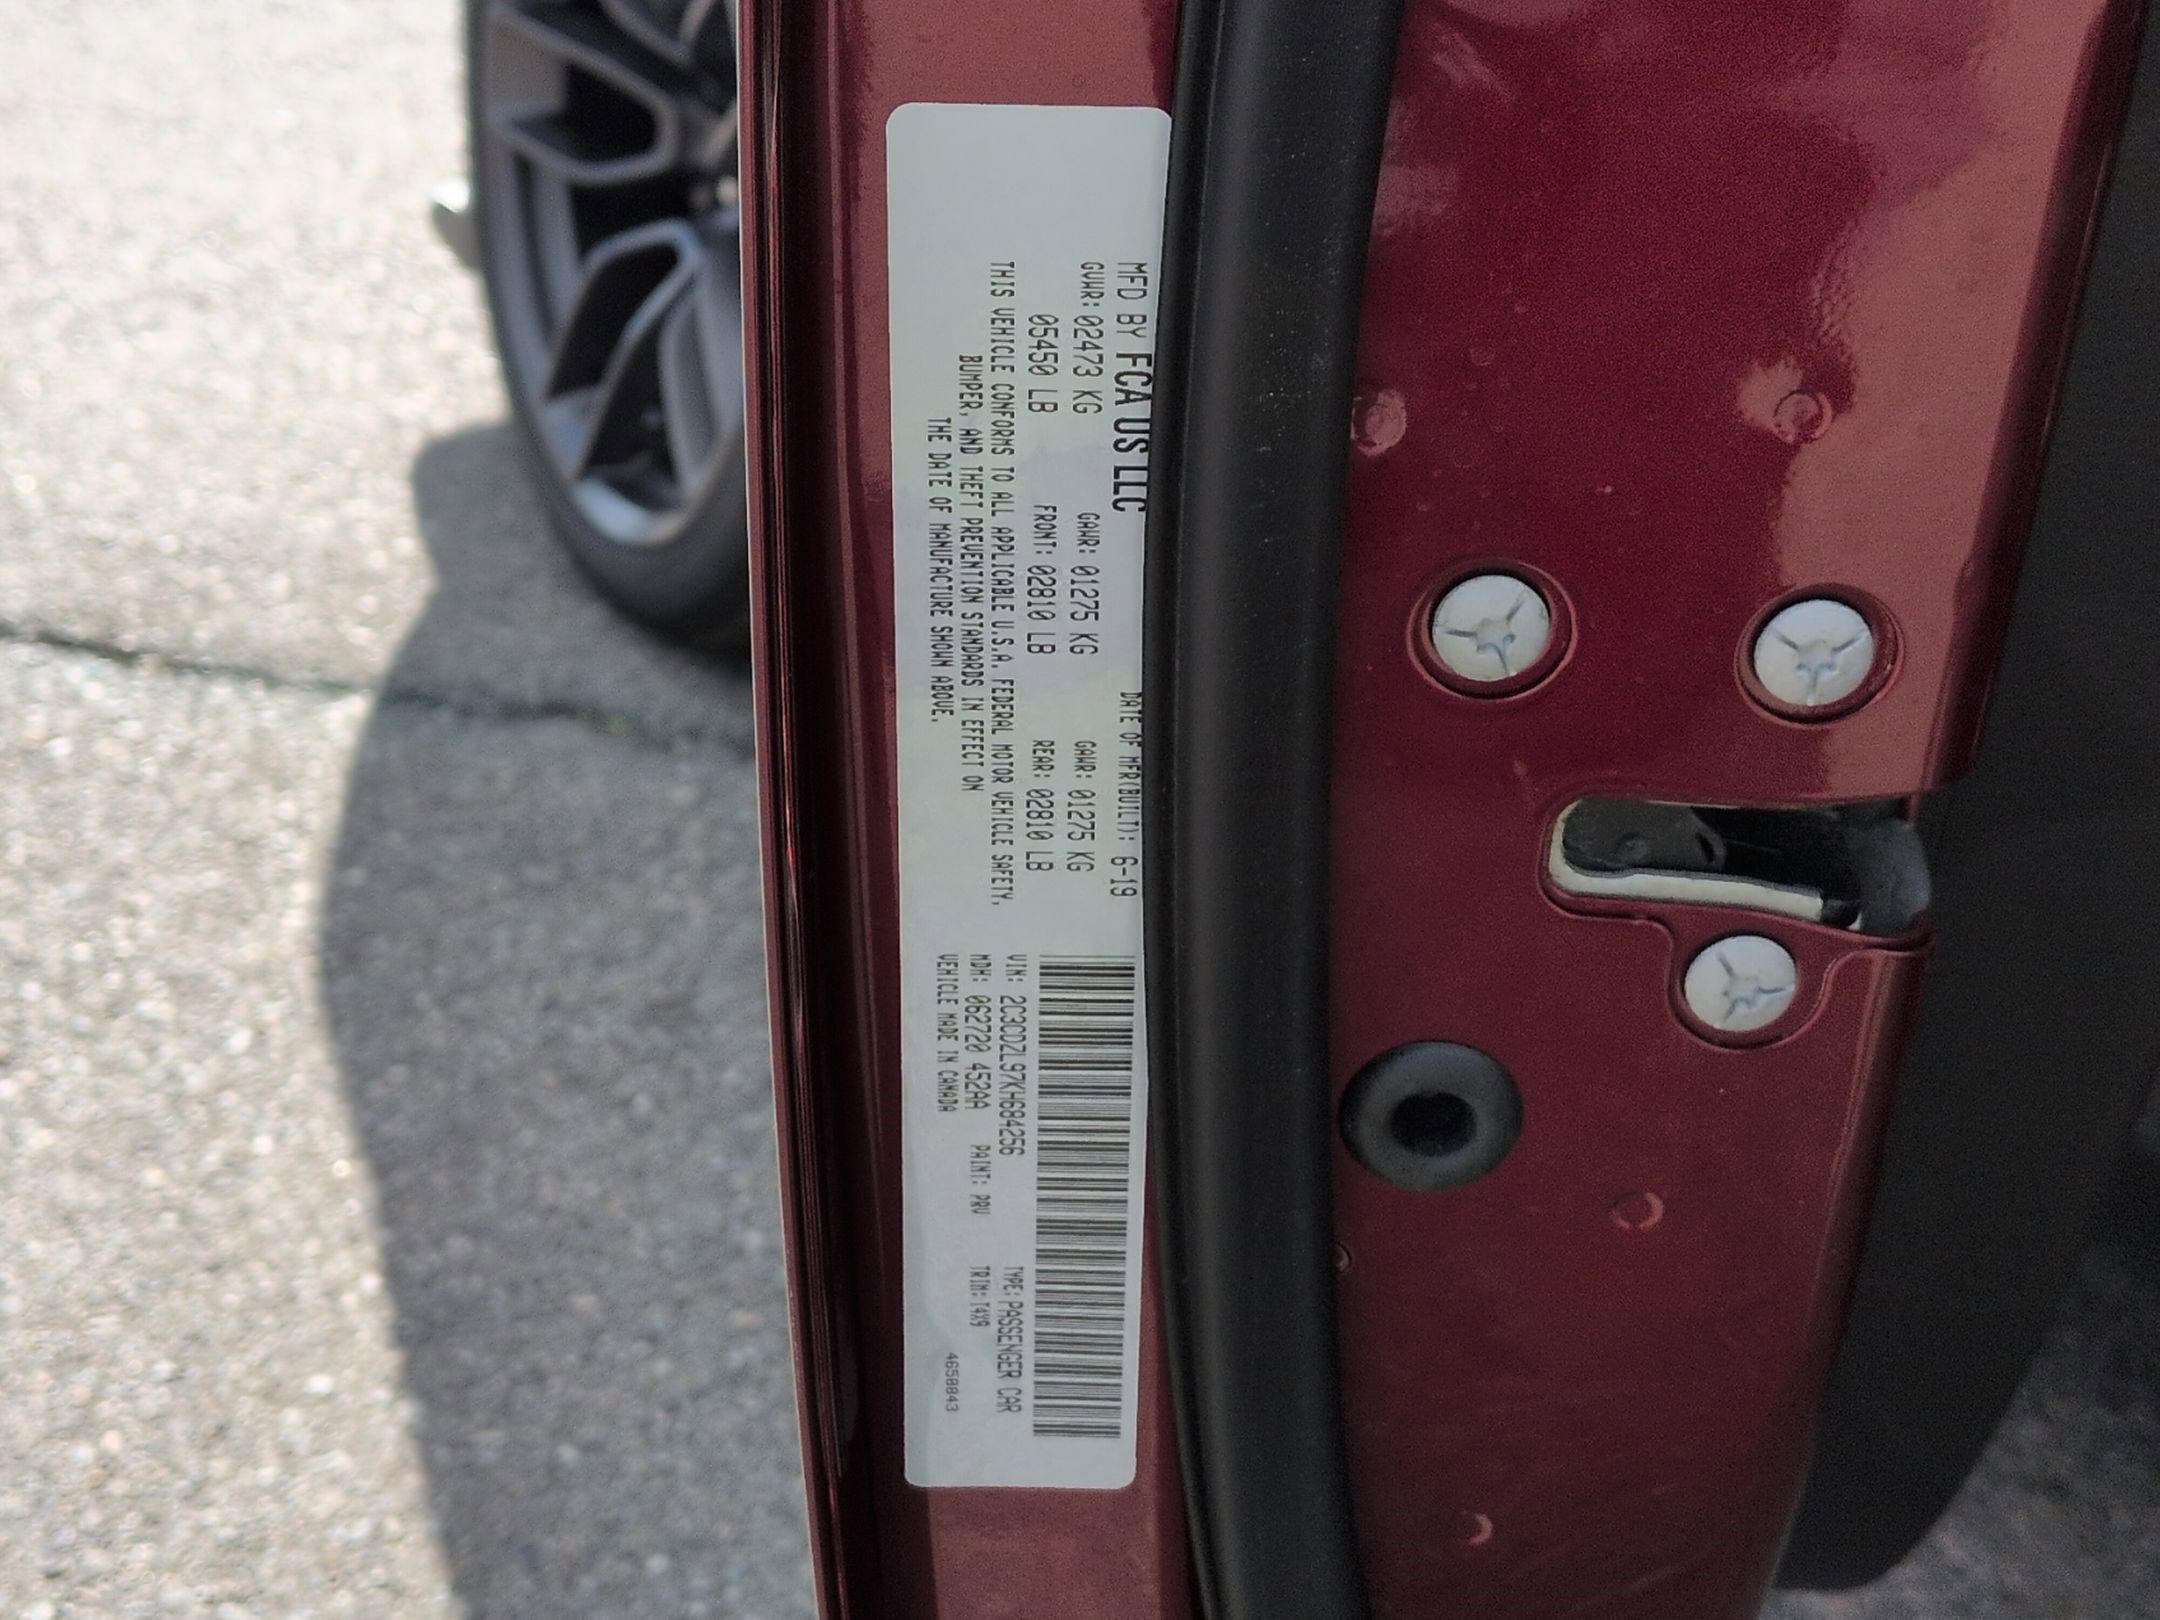 MFD BY FCA US LLC DATE OF MFR(BUILT): 6-19
GVWR: 02473 KG GAWR: 01275 KG GAWR: 01275 KG
05450 LB FRONT: 02810 LB REAR: 02810 LB
THIS VEHICLE CONFORMS TO ALL APPLICABLE U.S.A. FEDERAL MOTOR VEHICLE SAFETY,
BUMPER, AND THEFT PREVENTION STANDARDS IN EFFECT ON
THE DATE OF MANUFACTURE SHOWN ABOVE.
VIN: 2C3CDZL97KH684256 TYPE: PASSENGER CAR
MDH: 062720 452AA PAINT: PRV TRIM: I4X9
VEHICLE MADE IN CANADA 4658843